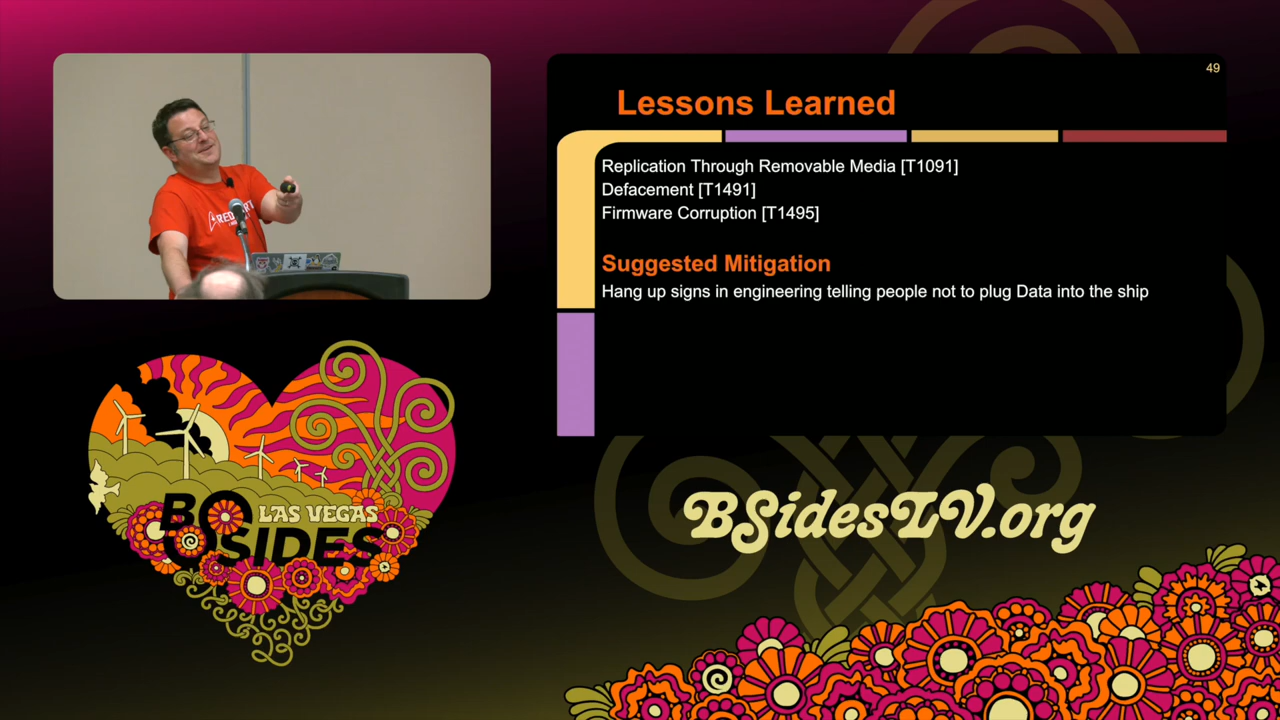 49
Lessons Learned
Replication Through Removable Media [T1091]
Defacement [T1491]
Firmware Corruption [T1495]
Suggested Mitigation
Hang up signs in engineering telling people not to plug Data into the ship
LAS VEGAS
BSIDES
BSidesLV.org